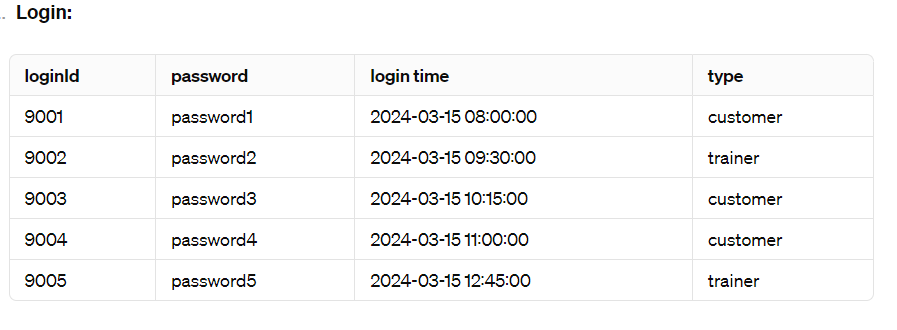 Login:
loginId password login time type
9001 password1 2024-03-15 08:00:00 customer
9002 password2 2024-03-15 09:30:00 trainer
9003 password3 2024-03-15 10:15:00 customer
9004 password4 2024-03-15 11:00:00 customer
9005 password5 2024-03-15 12:45:00 trainer